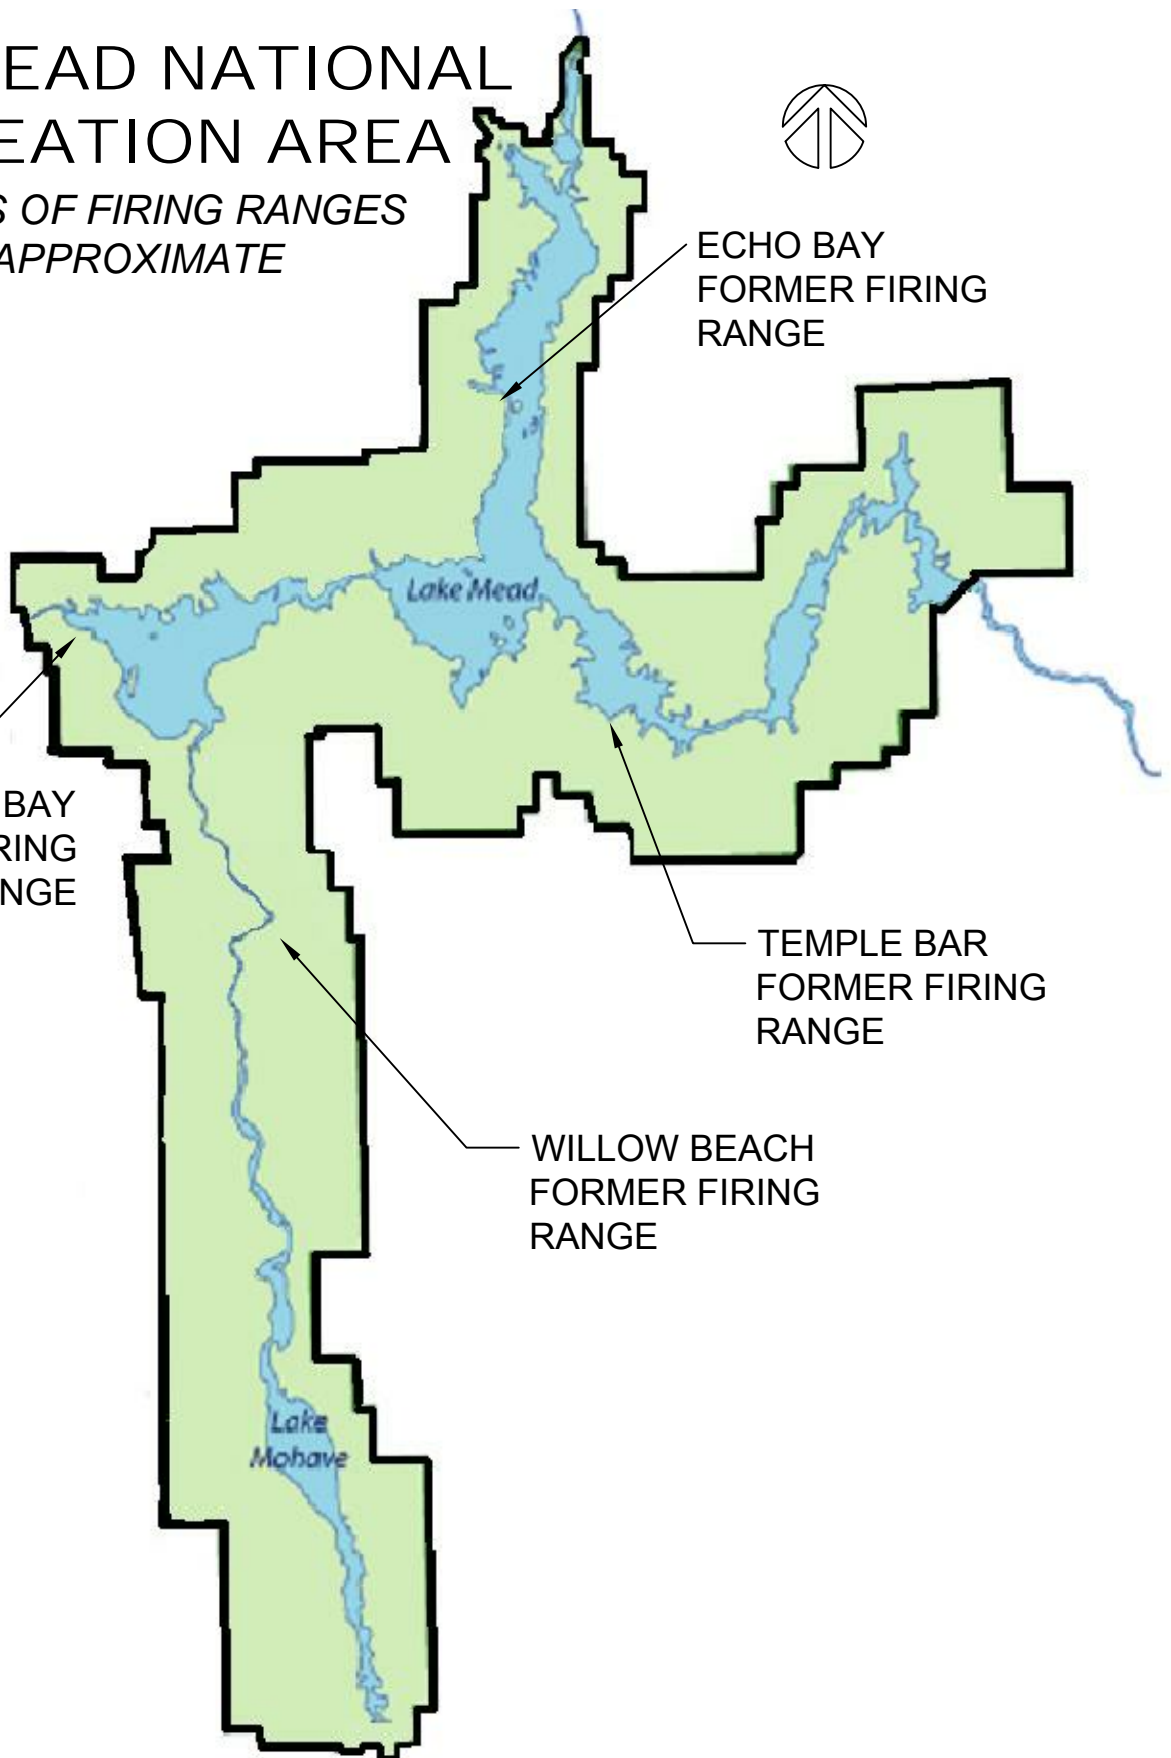 EAD NATIONAL
EATION AREA
S OF FIRING RANGES
APPROXIMATE
ECHO BAY
FORMER FIRING
RANGE
Lake Mead
BAY
RING
NGE
TEMPLE BAR
FORMER FIRING
RANGE
WILLOW BEACH
FORMER FIRING
RANGE
Lake
Mohave